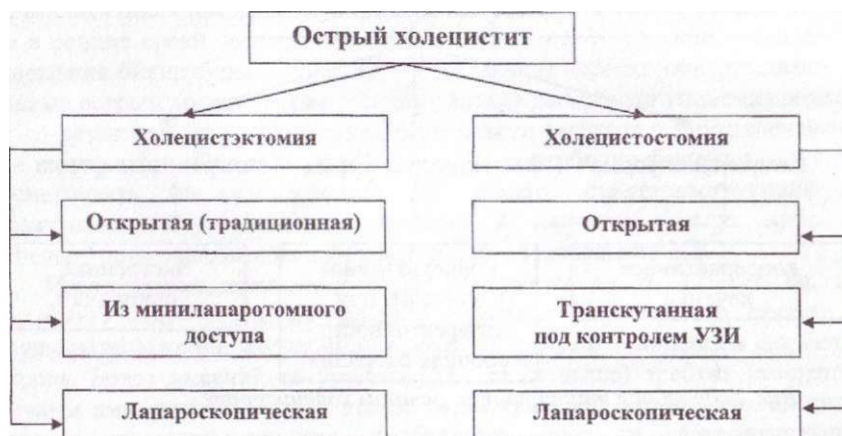 Острый холецистит
Холецистэктомия
Холецистостомия
Открытая (традиционная)
Открытая
Из минилапаротомного
доступа
Транскутанная
под контролем УЗИ
Лапароскопическая
Лапароскопическая